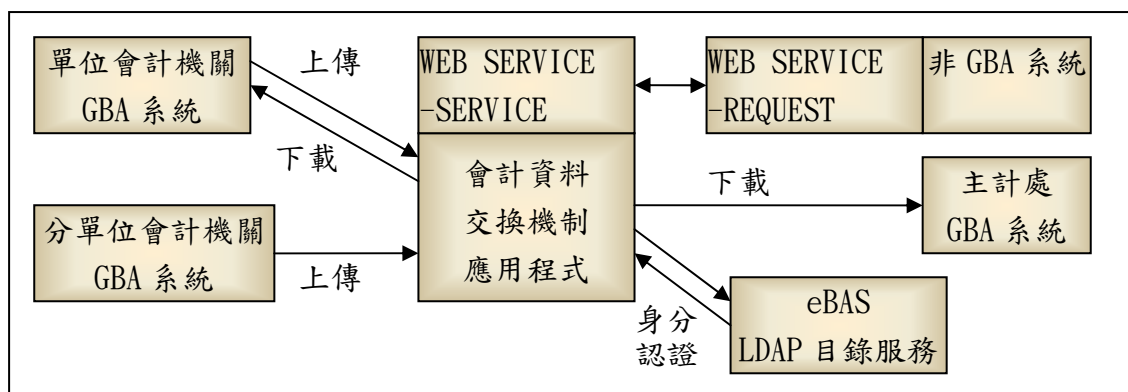 單位會計機關
GBA 系統
上傳
下載
WEB SERVICE
-SERVICE
WEB SERVICE
-REQUEST
非 GBA 系統
會計資料
交換機制
應用程式
下載
主計處
GBA 系統
分單位會計機關
GBA 系統
上傳
身分
認證
eBAS
LDAP 目錄服務